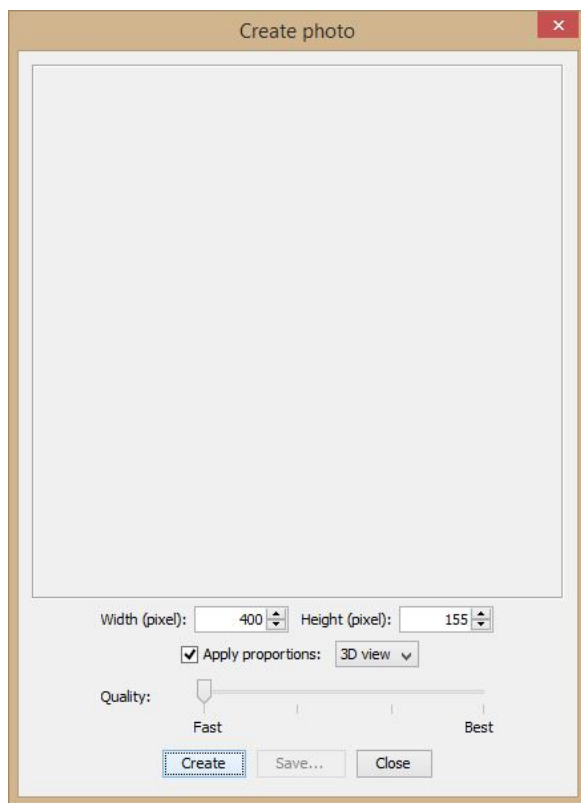 Create photo
Width (pixel): 400 Height (pixel): 155
Apply proportions: 3D view
Quality:
Fast Best
Create Save... Close